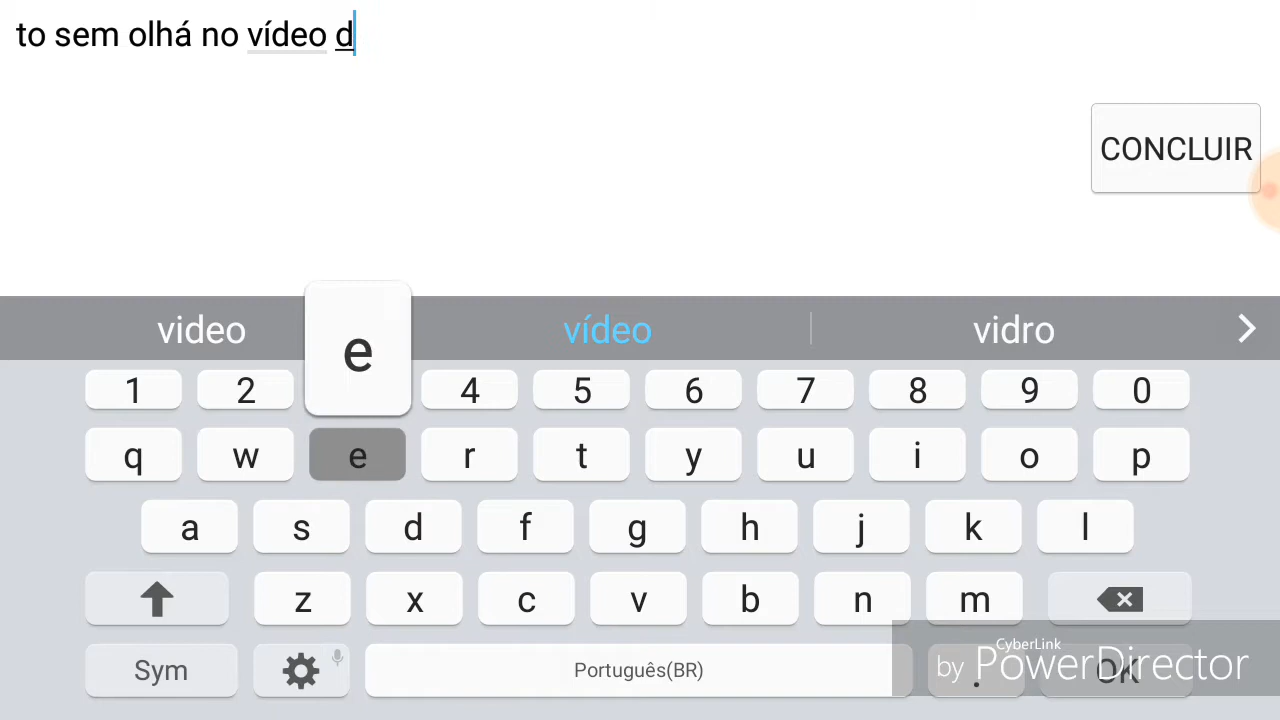 to sem olhá no vídeo d
CONCLUIR
video vídeo vidro
e
1 2 4 5 6 7 8 9 0
q w e r t y u i o p
a s d f g h j k l
z x c v b n m
Sym Português(BR) . OK
CyberLink
by PowerDirector